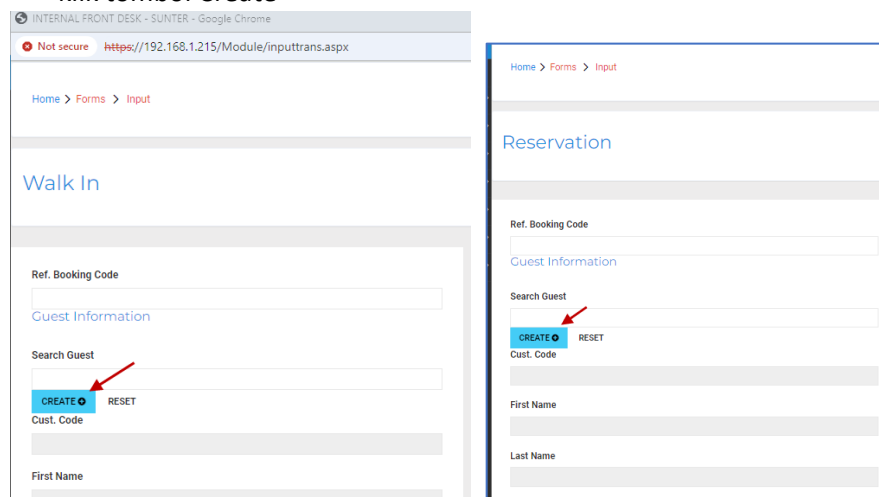 INTERNAL FRONT DESK - SUNTER - Google Chrome
Not secure https://192.168.1.215/Module/inputtrans.aspx
Home > Forms > Input
Walk In
Ref. Booking Code
Guest Information
Search Guest
CREATE RESET
Cust. Code
First Name
Home > Forms > Input
Reservation
Ref. Booking Code
Guest Information
Search Guest
CREATE RESET
Cust. Code
First Name
Last Name